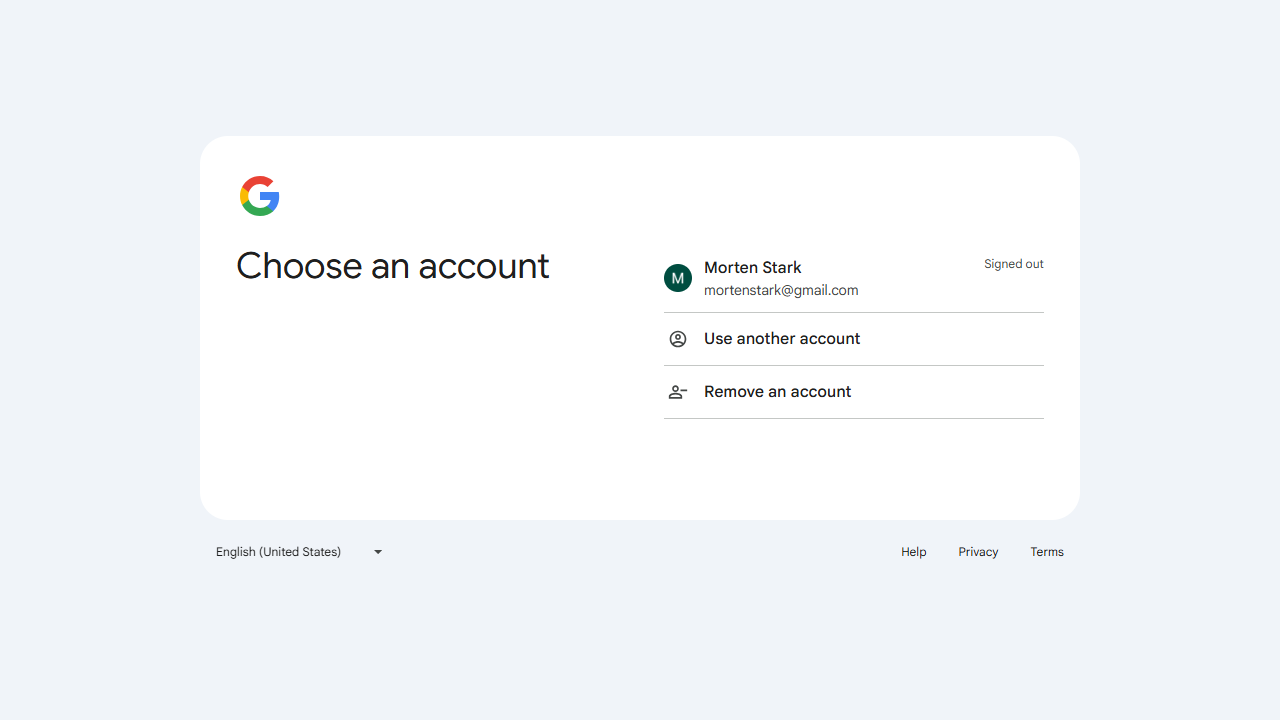 Choose an account
M
Morten Stark
mortenstark@gmail.com
Signed out
Use another account
Remove an account
English (United States)
Help
Privacy
Terms